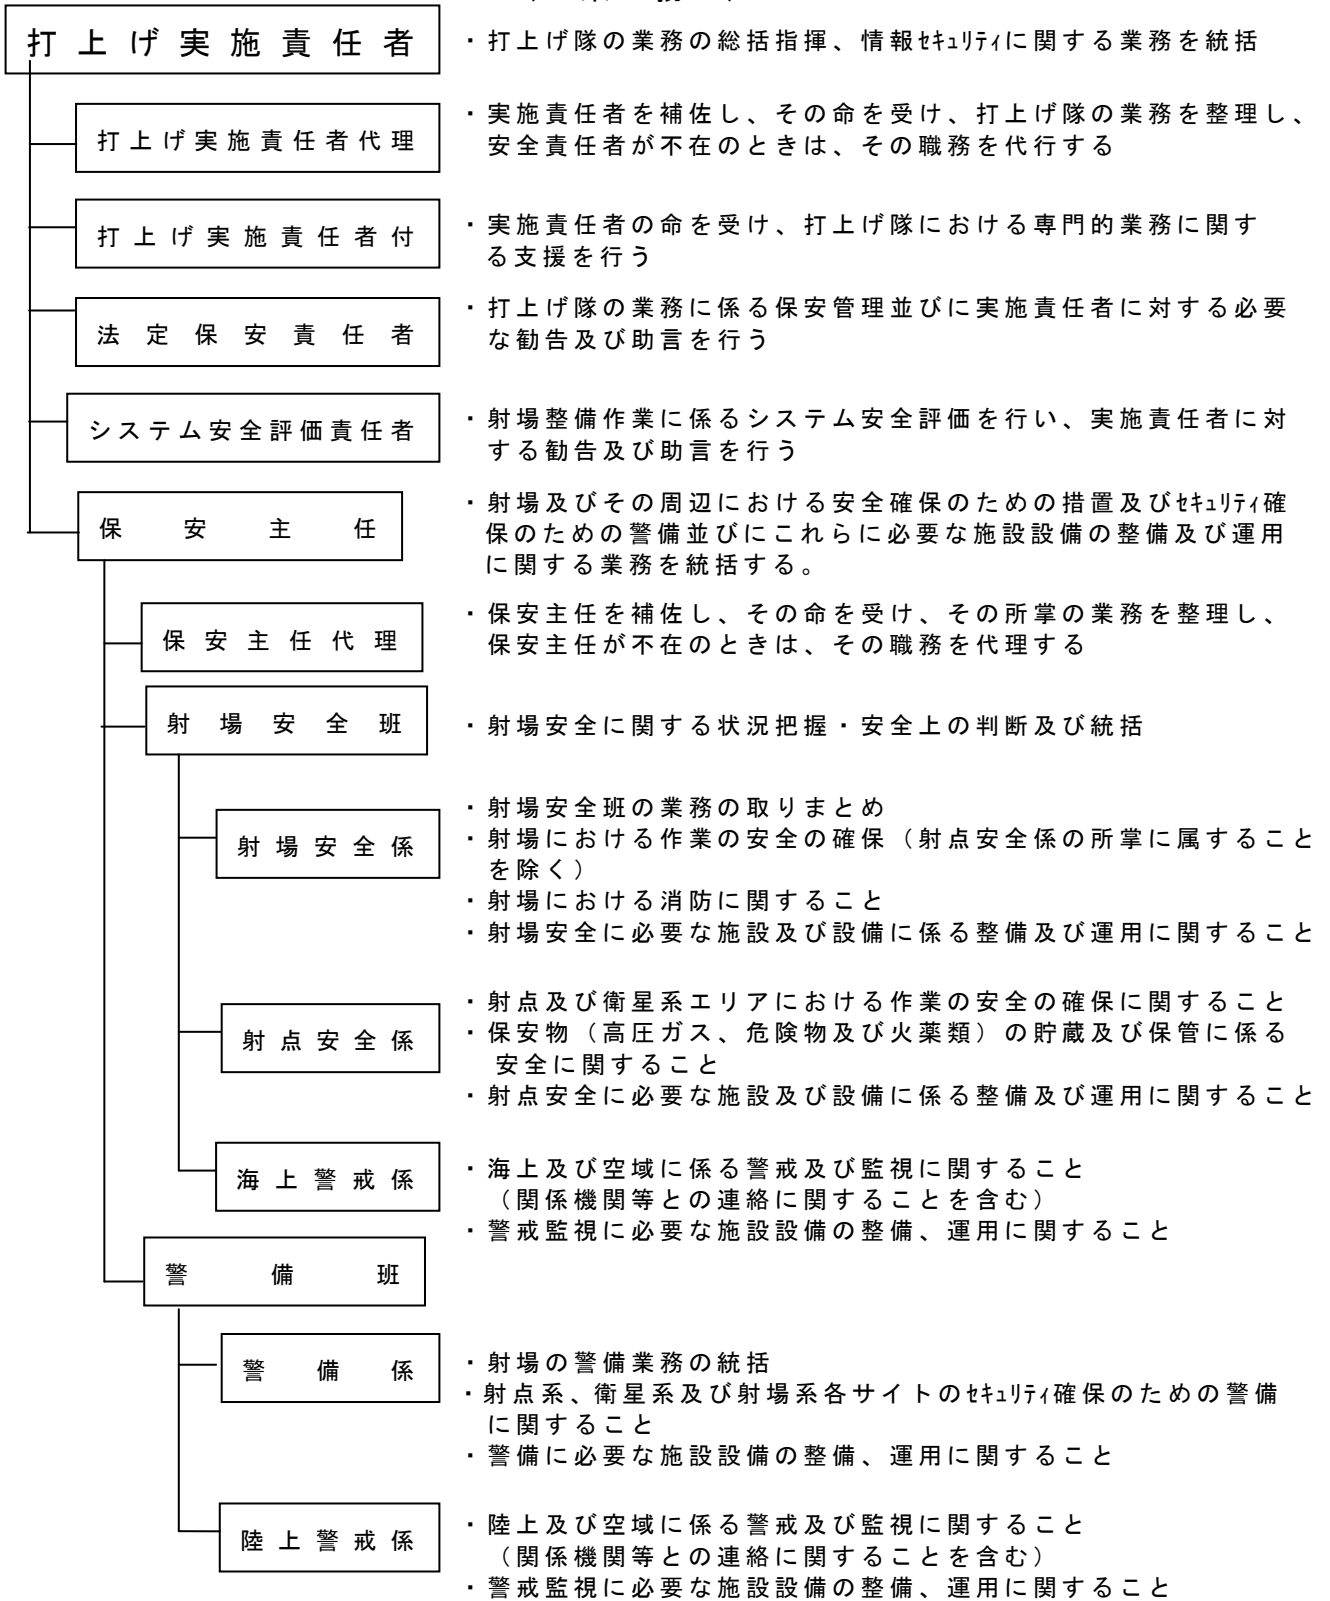 打上げ実施責任者
・打上げ隊の業務の総括指揮、情報ｾｷｭﾘﾃｨに関する業務を統括
打上げ実施責任者代理
・実施責任者を補佐し、その命を受け、打上げ隊の業務を整理し、
安全責任者が不在のときは、その職務を代行する
打上げ実施責任者付
・実施責任者の命を受け、打上げ隊における専門的業務に関す
る支援を行う
法定保安責任者
・打上げ隊の業務に係る保安管理並びに実施責任者に対する必要
な勧告及び助言を行う
システム安全評価責任者
・射場整備作業に係るシステム安全評価を行い、実施責任者に対
する勧告及び助言を行う
保安主任
・射場及びその周辺における安全確保のための措置及びｾｷｭﾘﾃｨ確
保のための警備並びにこれらに必要な施設設備の整備及び運用
に関する業務を統括する。
保安主任代理
・保安主任を補佐し、その命を受け、その所掌の業務を整理し、
保安主任が不在のときは、その職務を代理する
射場安全班
・射場安全に関する状況把握・安全上の判断及び統括
射場安全係
・射場安全班の業務の取りまとめ
・射場における作業の安全の確保（射点安全係の所掌に属すること
を除く）
・射場における消防に関すること
・射場安全に必要な施設及び設備に係る整備及び運用に関すること
射点安全係
・射点及び衛星系エリアにおける作業の安全の確保に関すること
・保安物（高圧ガス、危険物及び火薬類）の貯蔵及び保管に係る
安全に関すること
・射点安全に必要な施設及び設備に係る整備及び運用に関すること
海上警戒係
・海上及び空域に係る警戒及び監視に関すること
（関係機関等との連絡に関することを含む）
・警戒監視に必要な施設設備の整備、運用に関すること
警備班
警備係
・射場の警備業務の統括
・射点系、衛星系及び射場系各サイトのｾｷｭﾘﾃｨ確保のための警備
に関すること
・警備に必要な施設設備の整備、運用に関すること
陸上警戒係
・陸上及び空域に係る警戒及び監視に関すること
（関係機関等との連絡に関することを含む）
・警戒監視に必要な施設設備の整備、運用に関すること